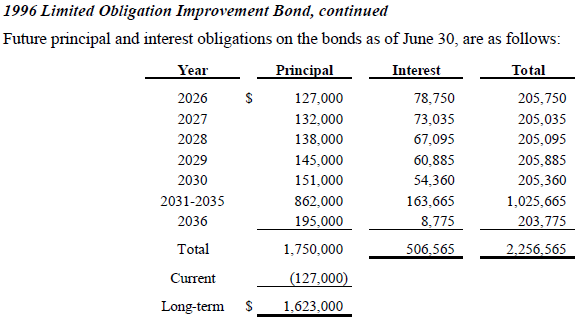 1996 Limited Obligation Improvement Bond, continued
Future principal and interest obligations on the bonds as of June 30, are as follows:
Year Principal Interest Total
2026 $ 127,000 78,750 205,750
2027 132,000 73,035 205,035
2028 138,000 67,095 205,095
2029 145,000 60,885 205,885
2030 151,000 54,360 205,360
2031-2035 862,000 163,665 1,025,665
2036 195,000 8,775 203,775
Total 1,750,000 506,565 2,256,565
Current (127,000)
Long-term $ 1,623,000